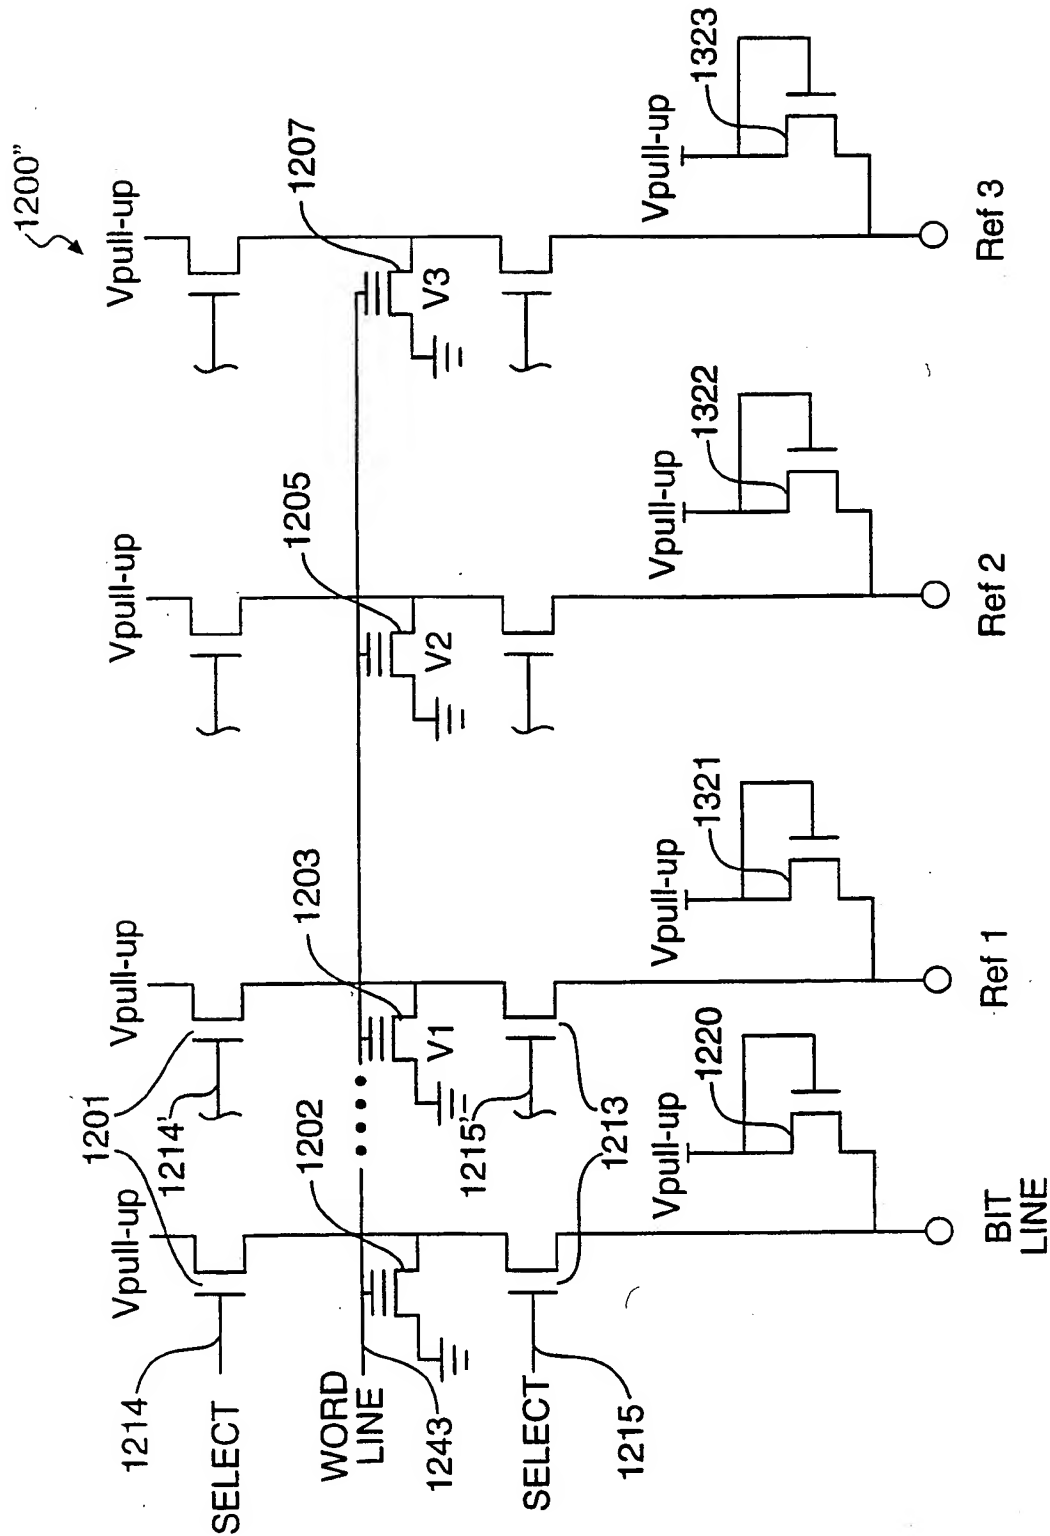 1200"
Vpull-up
Vpull-up
Vpull-up
Vpull-up
1214
1201
1214'
SELECT
WORD
LINE
1243
1202
1203
1205
1207
V1
V2
V3
SELECT
1215
1215'
1213
Vpull-up
Vpull-up
Vpull-up
Vpull-up
1220
1321
1322
1323
BIT
LINE
Ref 1
Ref 2
Ref 3